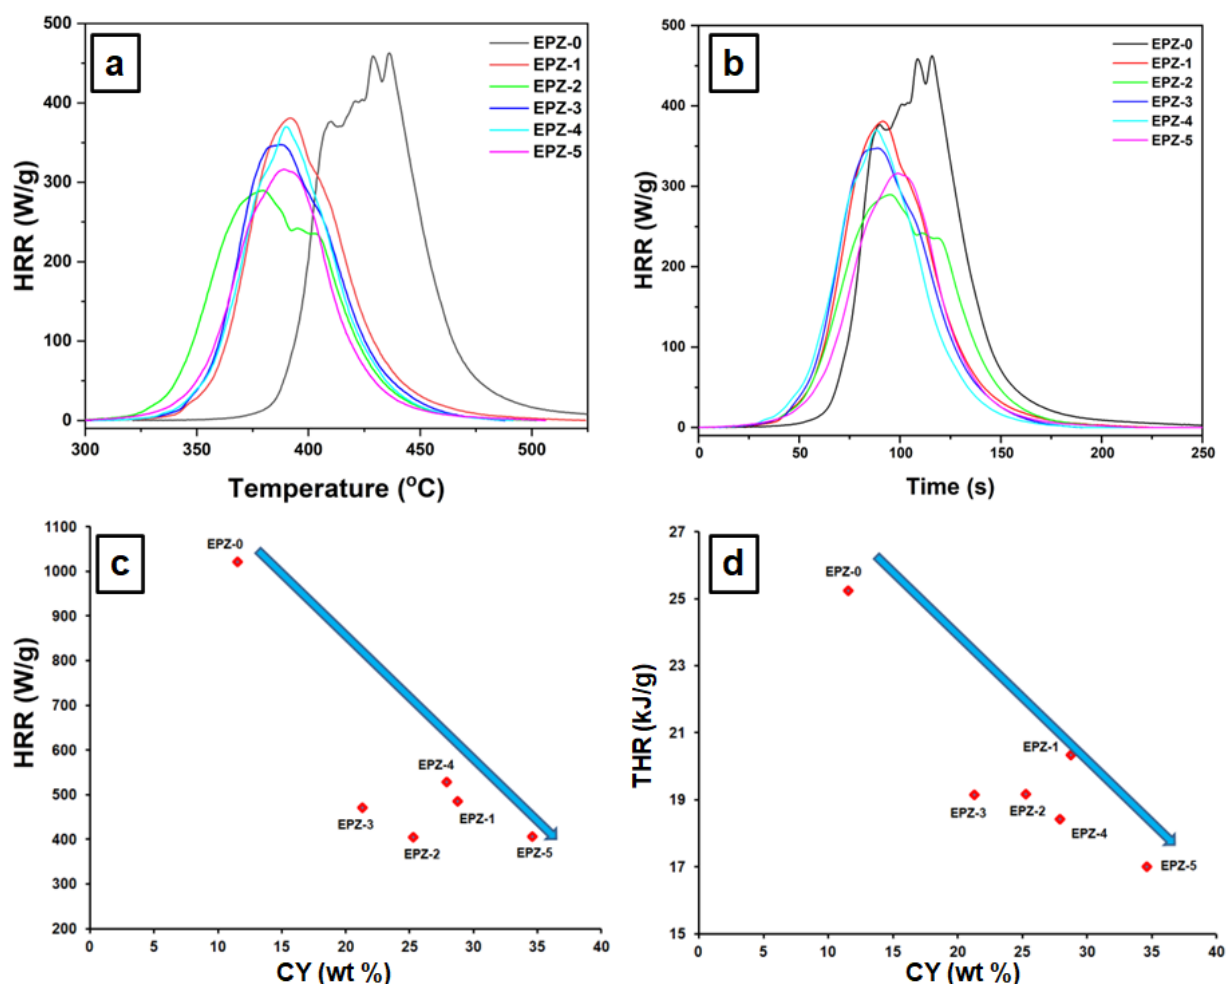 a
500
400
300
200
100
0
HRR (W/g)
EPZ-0
EPZ-1
EPZ-2
EPZ-3
EPZ-4
EPZ-5
300
350
400
450
500
Temperature (ºC)
b
500
400
300
200
100
0
HRR (W/g)
EPZ-0
EPZ-1
EPZ-2
EPZ-3
EPZ-4
EPZ-5
0
50
100
150
200
250
Time (s)
c
1100
1000
900
800
700
600
500
400
300
200
HRR (W/g)
EPZ-0
EPZ-4
EPZ-3
EPZ-1
EPZ-2
EPZ-5
0
5
10
15
20
25
30
35
40
CY (wt %)
d
27
25
23
21
19
17
15
THR (kJ/g)
EPZ-0
EPZ-1
EPZ-3
EPZ-2
EPZ-4
EPZ-5
0
5
10
15
20
25
30
35
40
CY (wt %)